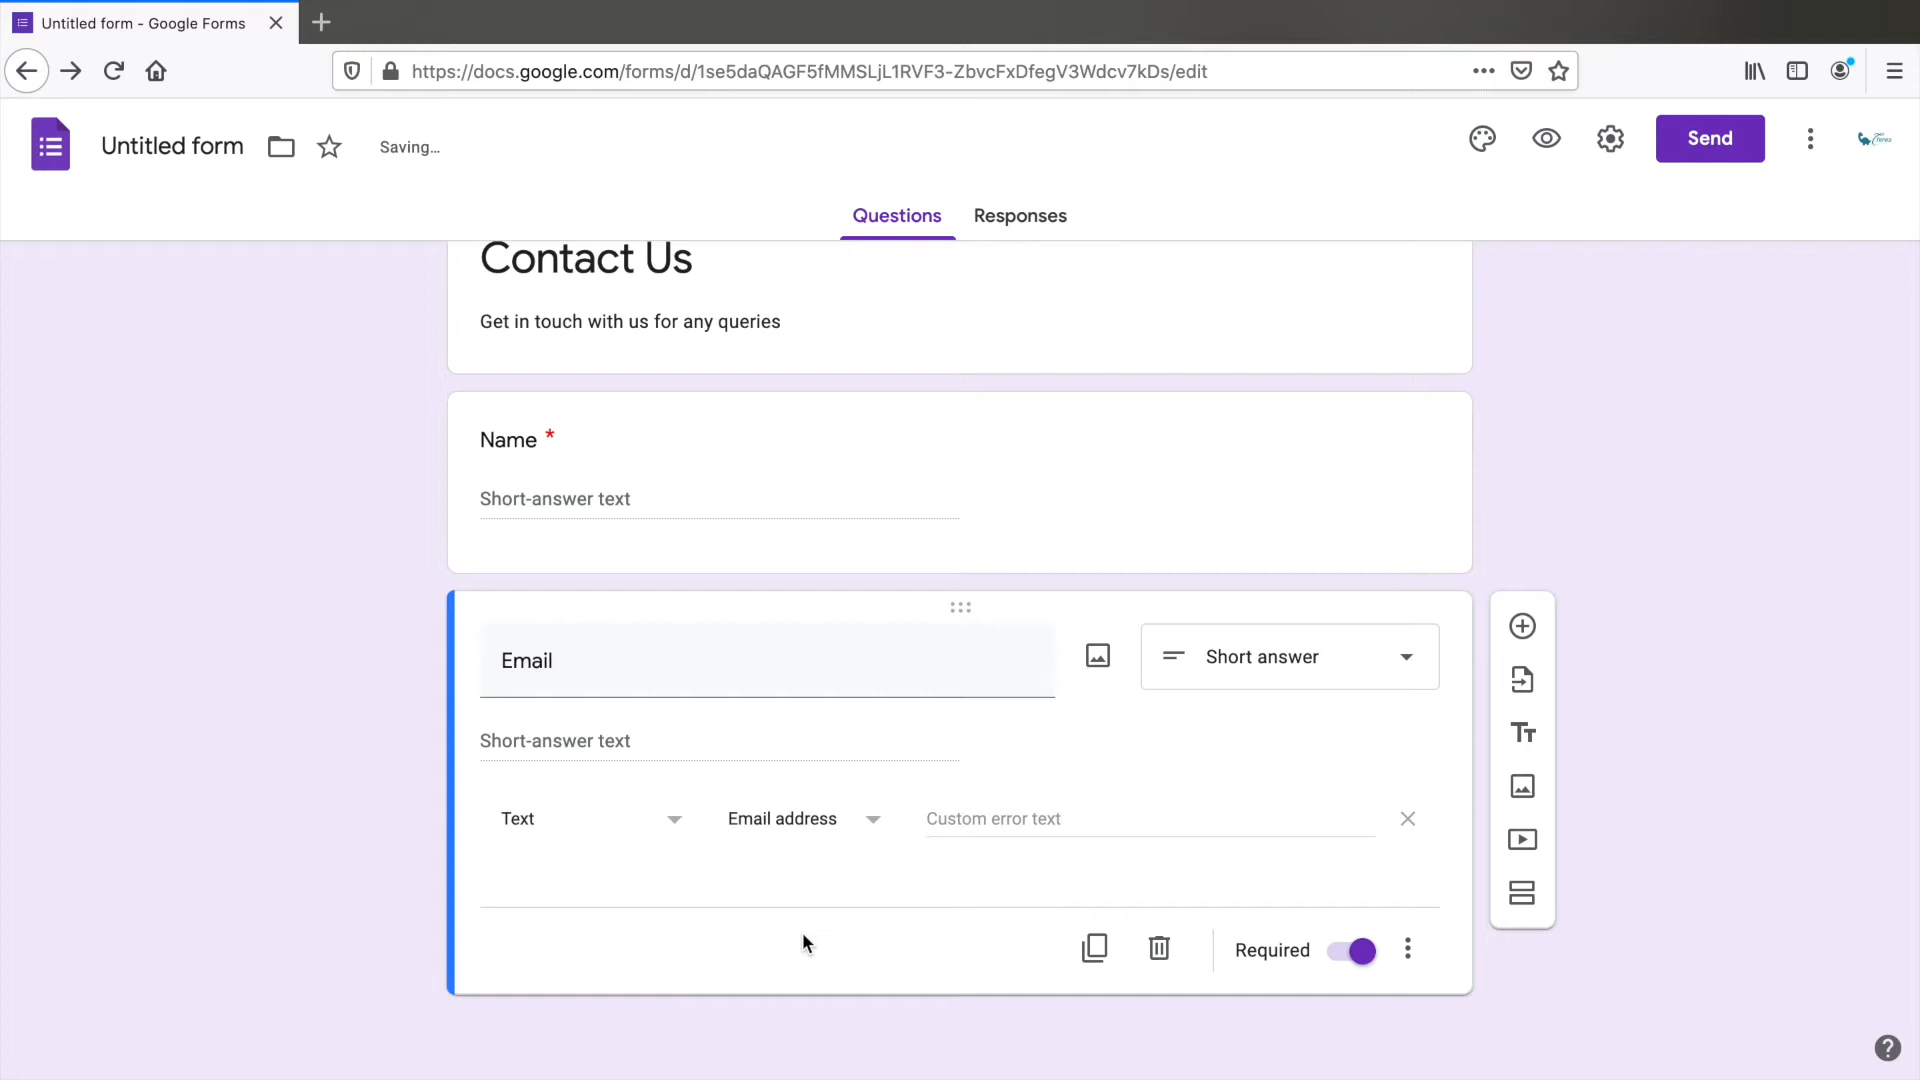 Untitled form - Google Forms
https://docs.google.com/forms/d/1se5daQAGF5fMMSLjL1RVF3-ZbvcFxDfegV3Wdcv7kDs/edit
Untitled form
Saving...
Send
Questions
Responses
Contact Us
Get in touch with us for any queries
Name *
Short-answer text
Email
Short answer
Short-answer text
Text
Email address
Custom error text
Required